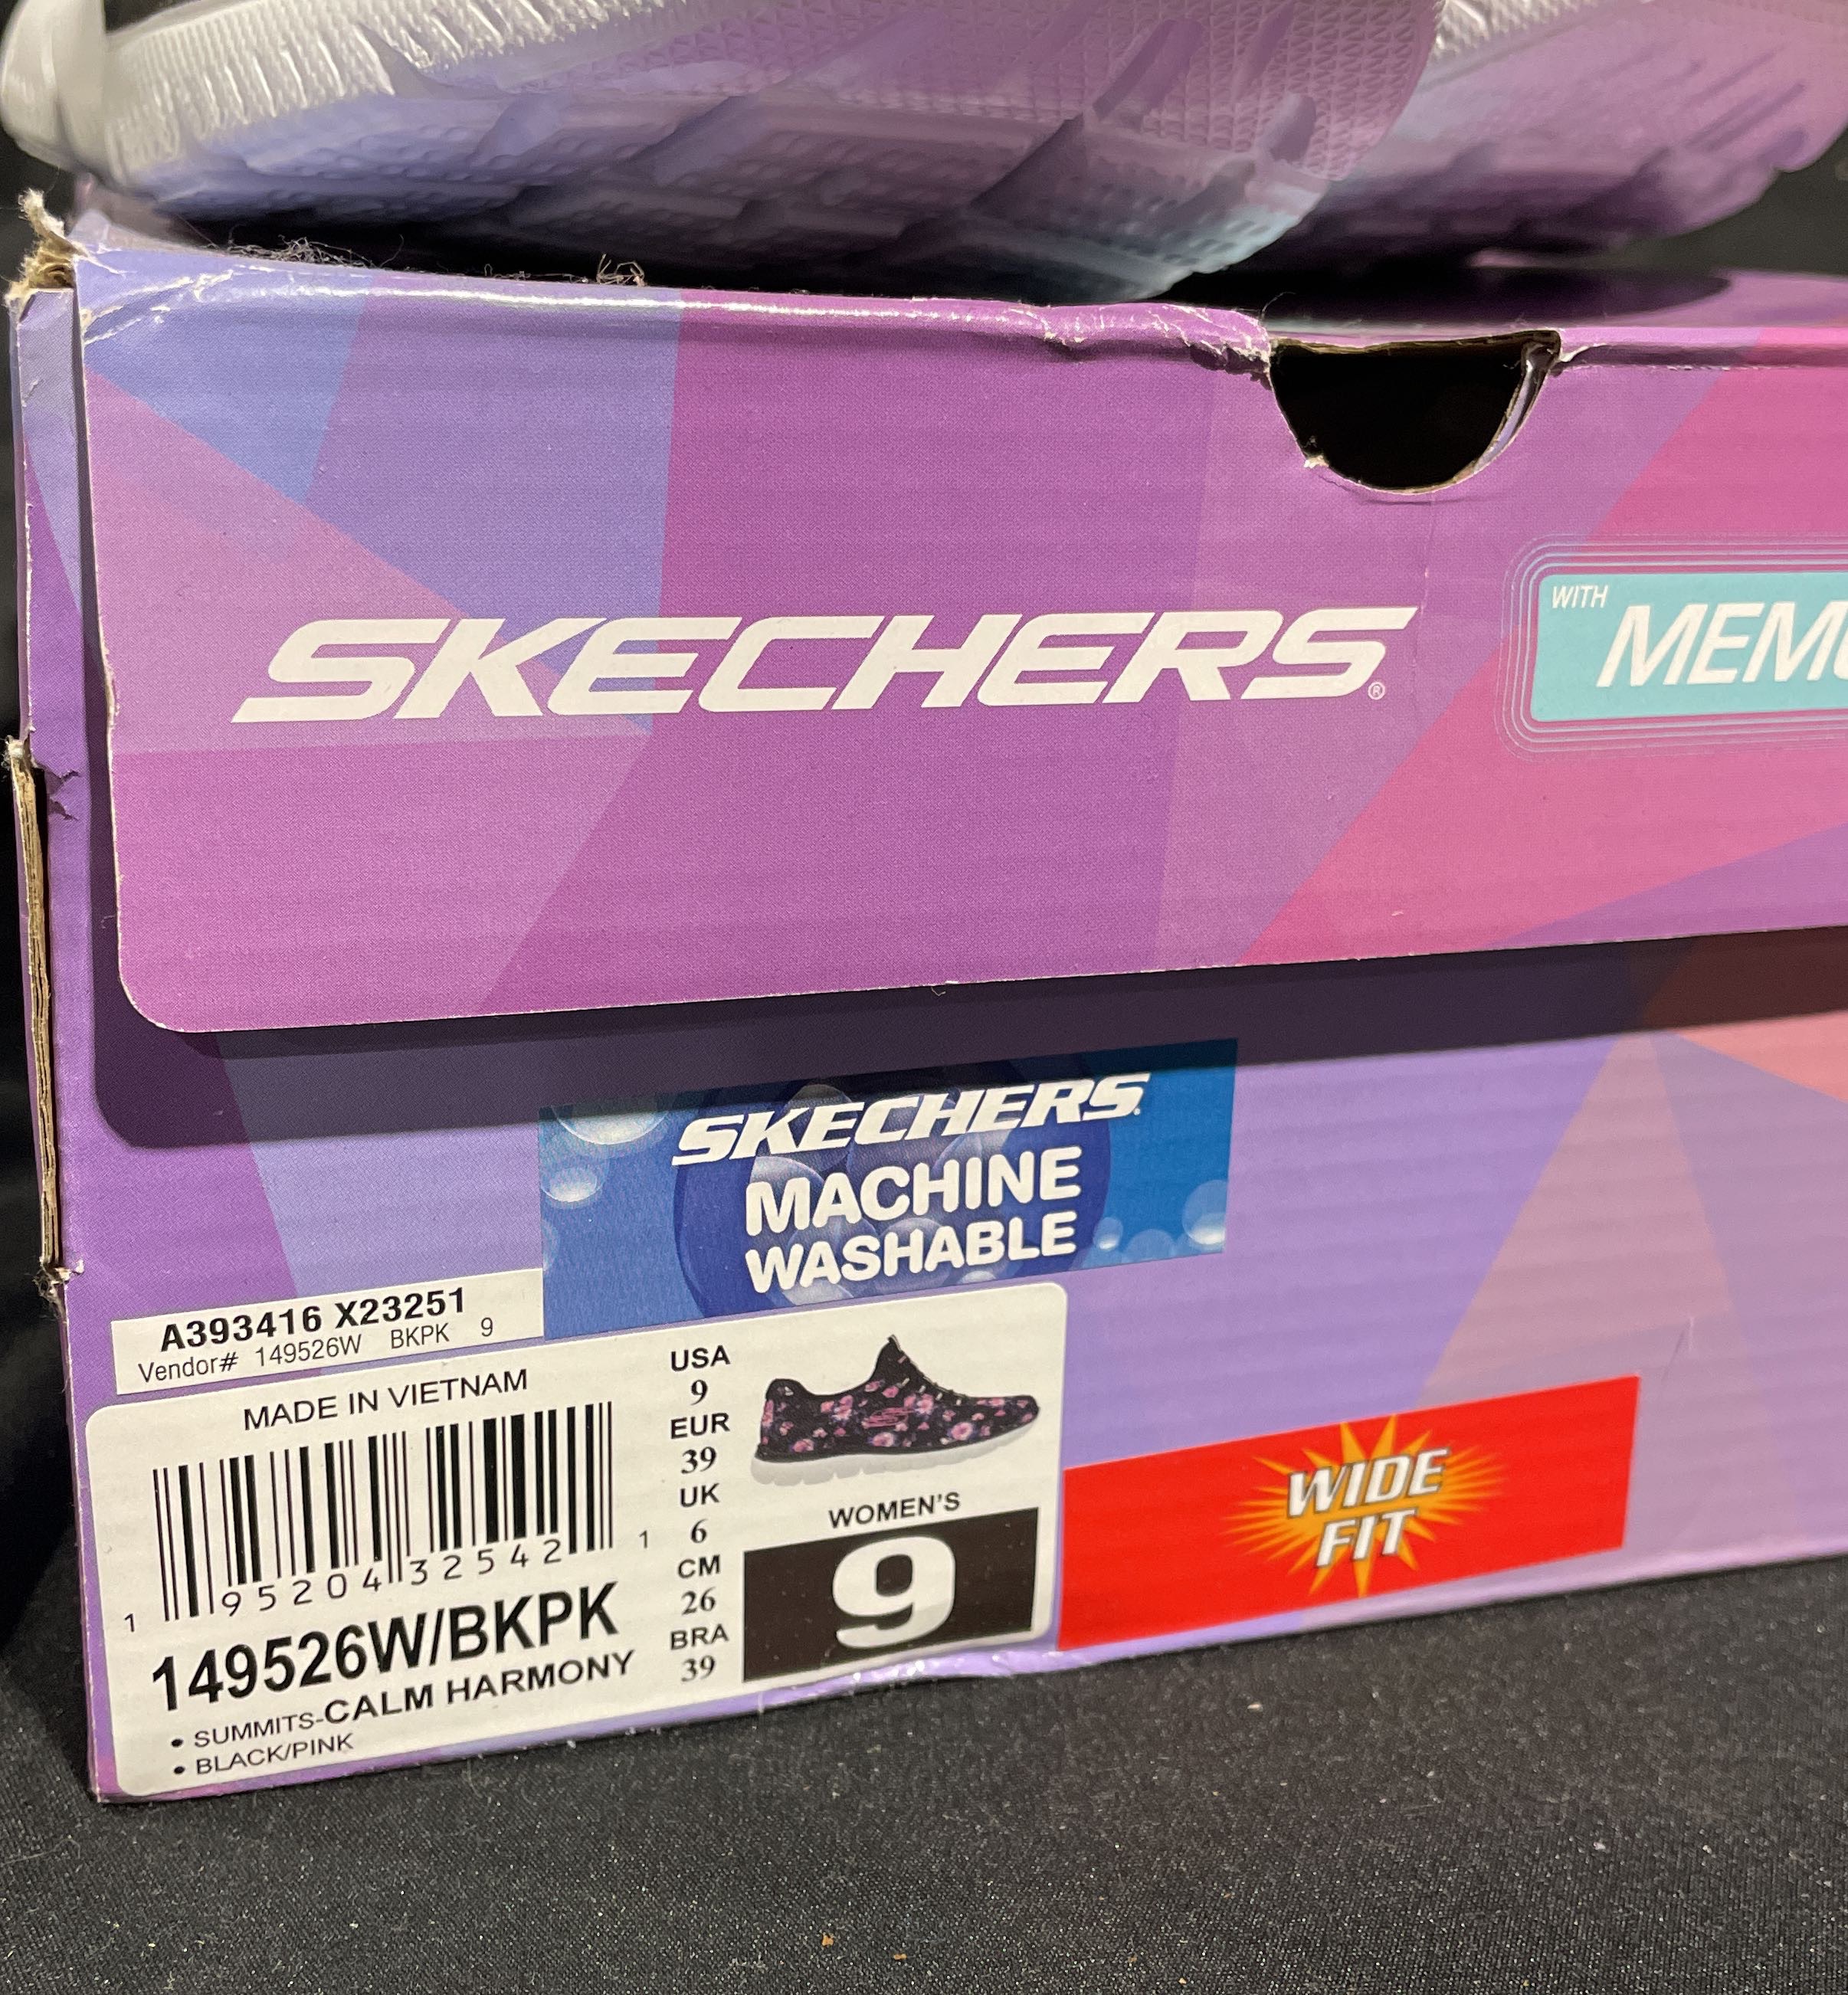 SKECHERS®
WITH
SKECHERS
MACHINE
WASHABLE
A393416 X23251
Vendor# 149526W BKPK 9
MADE IN VIETNAM
1 95204 32542 1
149526W/BKPK
• SUMMITS-CALM HARMONY
• BLACK/PINK
USA
9
EUR
39
UK
6
CM
26
BRA
39
WOMEN'S
9
WIDE
FIT